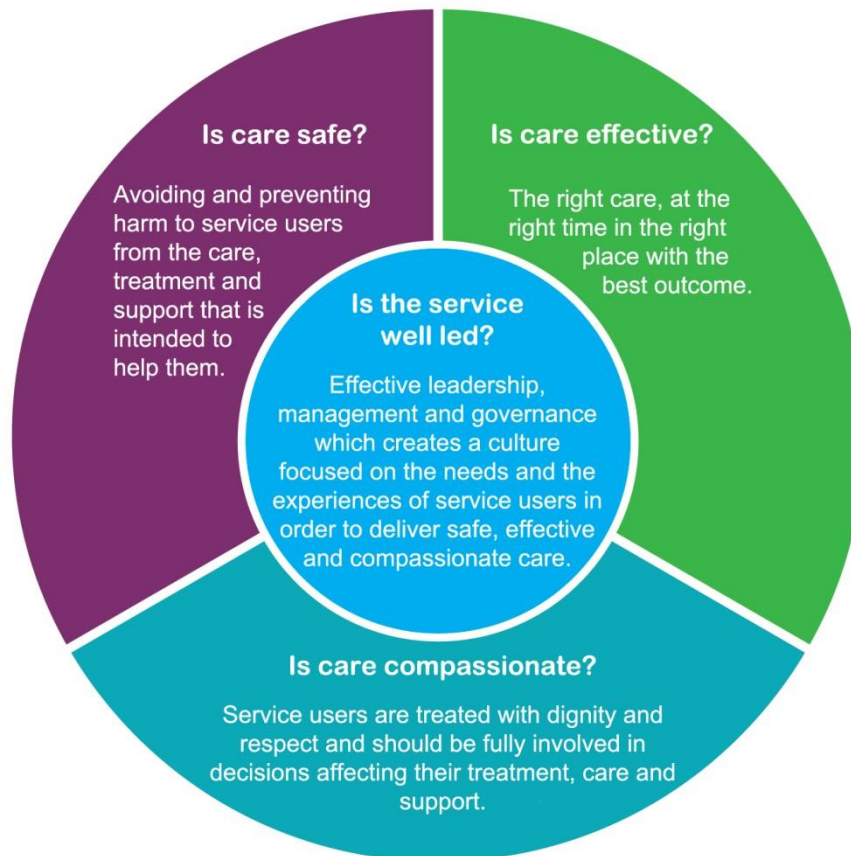 Is care safe?
Avoiding and preventing
harm to service users
from the care,
treatment and
support that is
intended to
help them.
Is care effective?
The right care, at the
right time in the right
place with the
best outcome.
Is the service
well led?
Effective leadership,
management and governance
which creates a culture
focused on the needs and the
experiences of service users in
order to deliver safe, effective
and compassionate care.
Is care compassionate?
Service users are treated with dignity and
respect and should be fully involved in
decisions affecting their treatment, care and
support.